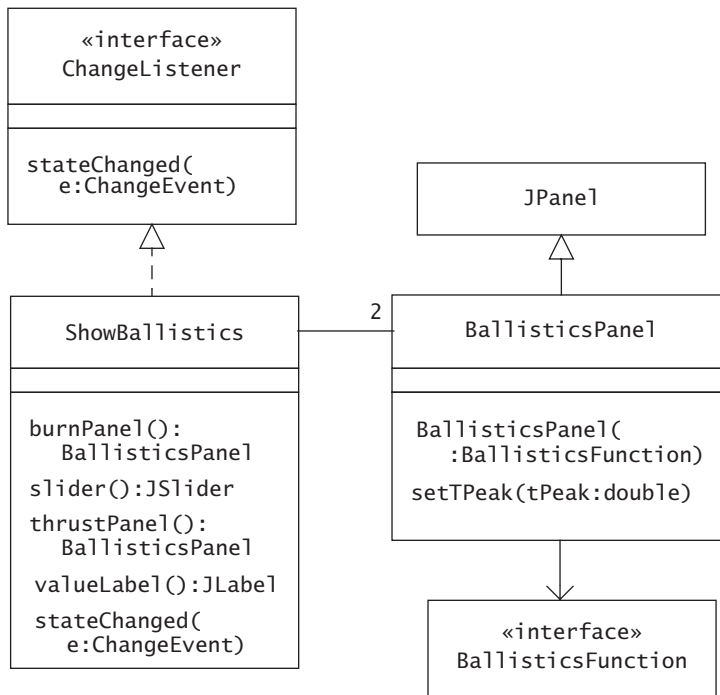 «interface»
ChangeListener
stateChanged(
e:ChangeEvent)
JPanel
ShowBallistics
2
BallisticsPanel
burnPanel():
BallisticsPanel
slider():JSlider
thrustPanel():
BallisticsPanel
valueLabel():JLabel
stateChanged(
e:ChangeEvent)
BallisticsPanel(
:BallisticsFunction)
setTPeak(tPeak:double)
«interface»
BallisticsFunction